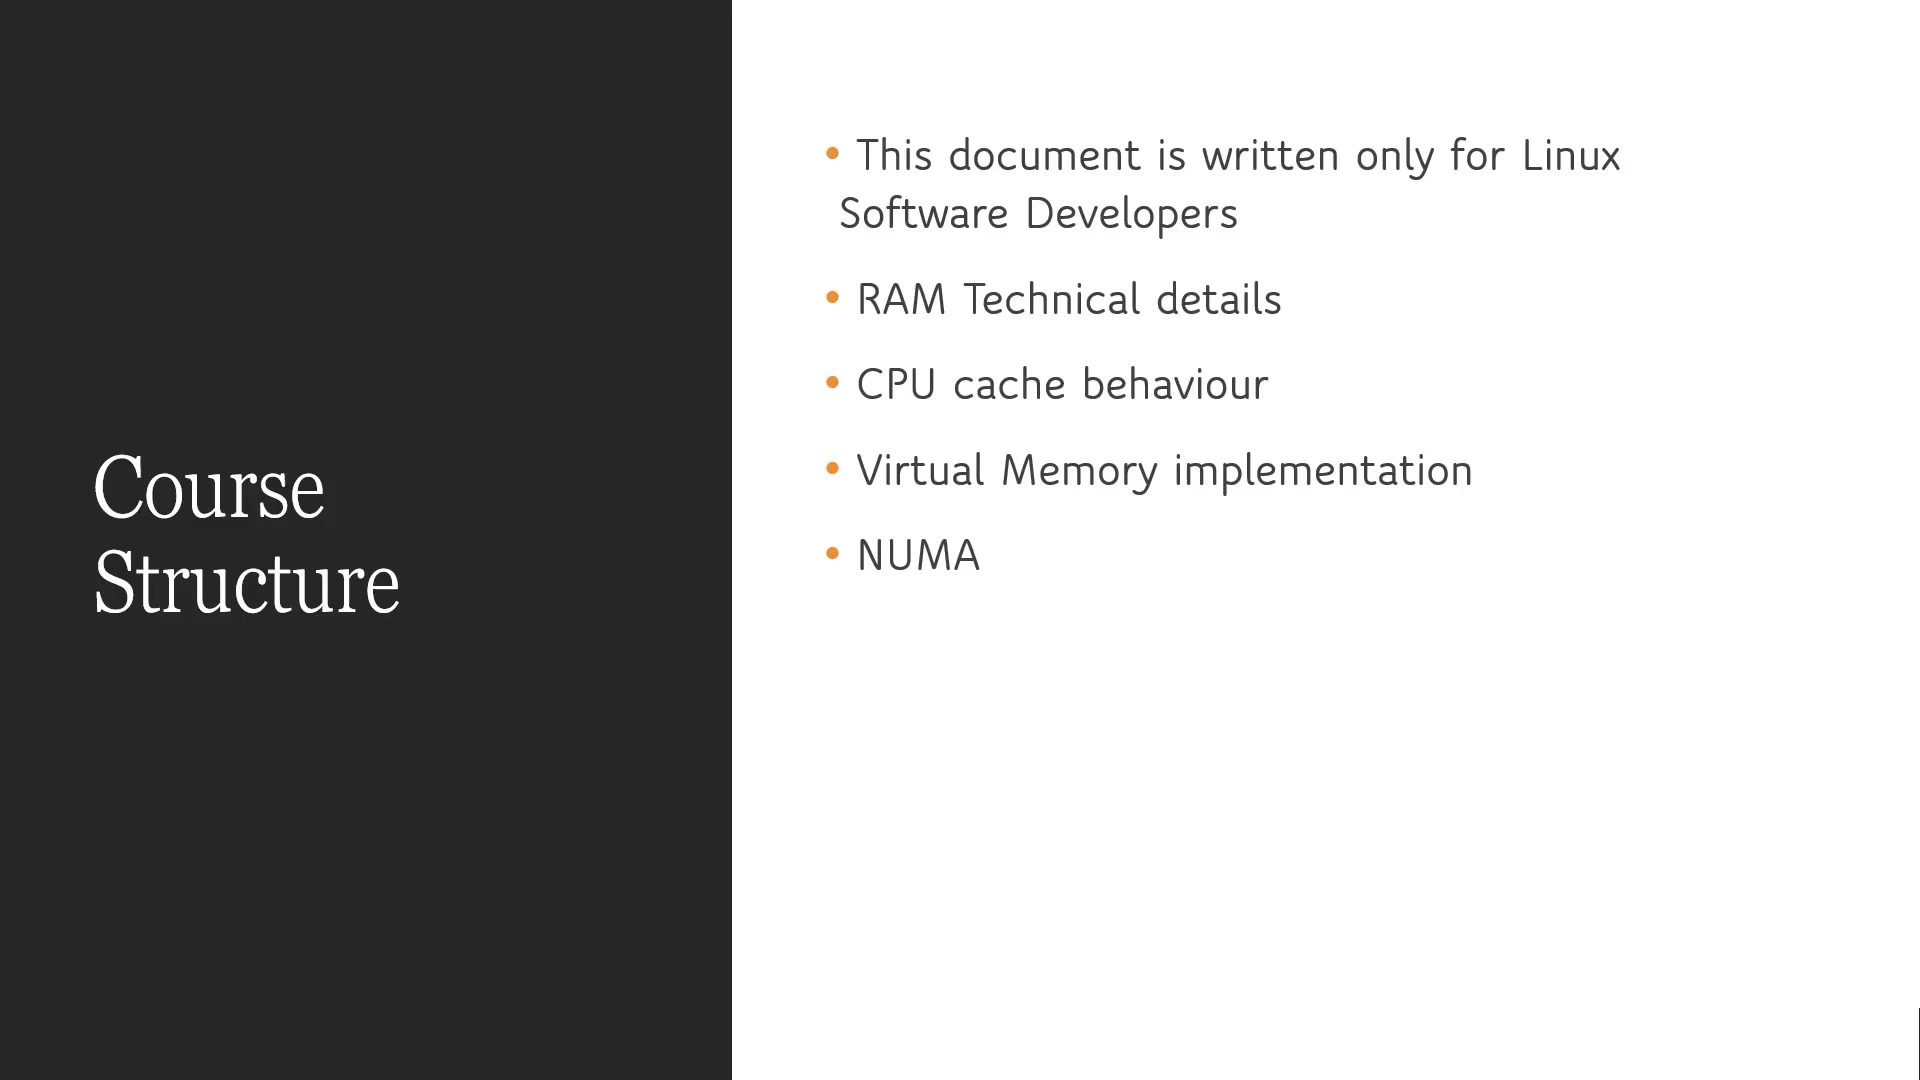 Course
Structure
• This document is written only for Linux
Software Developers
• RAM Technical details
• CPU cache behaviour
• Virtual Memory implementation
• NUMA